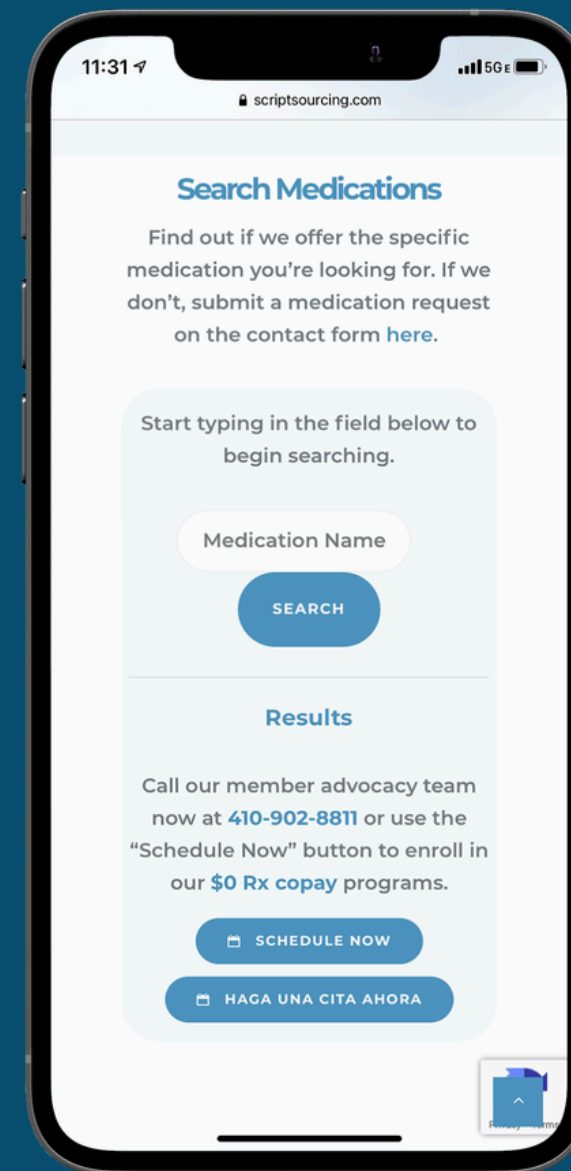 11:31
5G E
scriptsourcing.com
Search Medications
Find out if we offer the specific
medication you’re looking for. If we
don’t, submit a medication request
on the contact form here.
Start typing in the field below to
begin searching.
Medication Name
SEARCH
Results
Call our member advocacy team
now at 410-902-8811 or use the
“Schedule Now” button to enroll in
our $0 Rx copay programs.
SCHEDULE NOW
HAGA UNA CITA AHORA